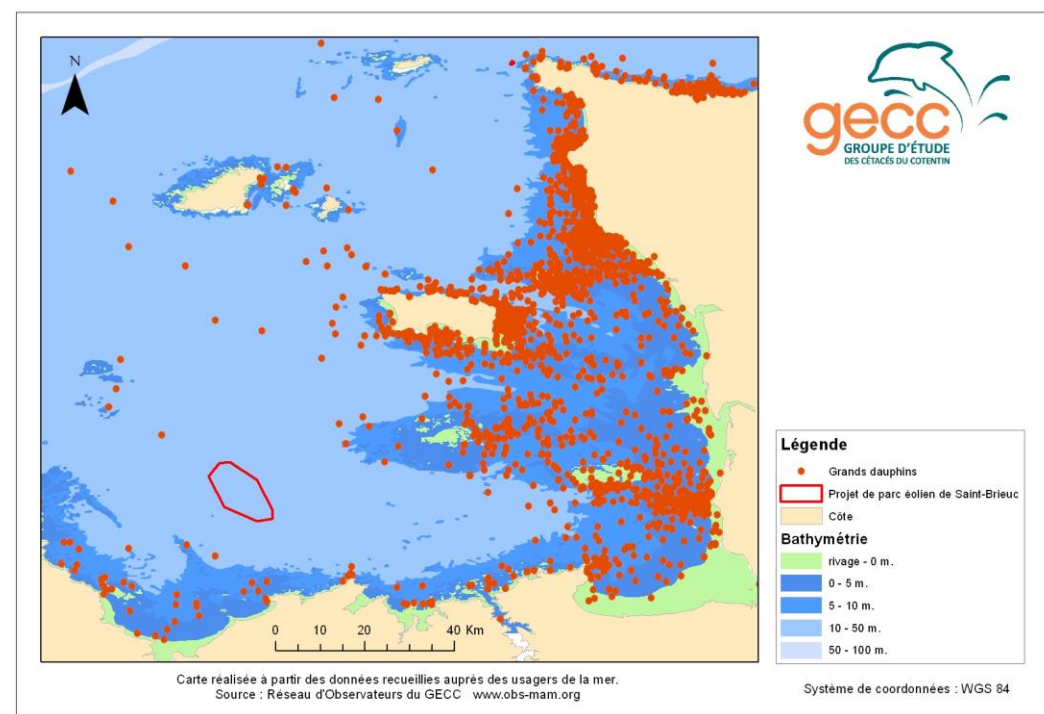 N
gecc
GROUPE D'ÉTUDE
DES CÉTACÉS DU COTENTIN
Légende
Grands dauphins
Projet de parc éolien de Saint-Brieuc
Côte
Bathymétrie
rivage - 0 m.
0 - 5 m.
5 - 10 m.
10 - 50 m.
50 - 100 m.
0 10 20 40 Km
Carte réalisée à partir des données recueillies auprès des usagers de la mer.
Source : Réseau d'Observateurs du GECC www.obs-mam.org
Système de coordonnées : WGS 84